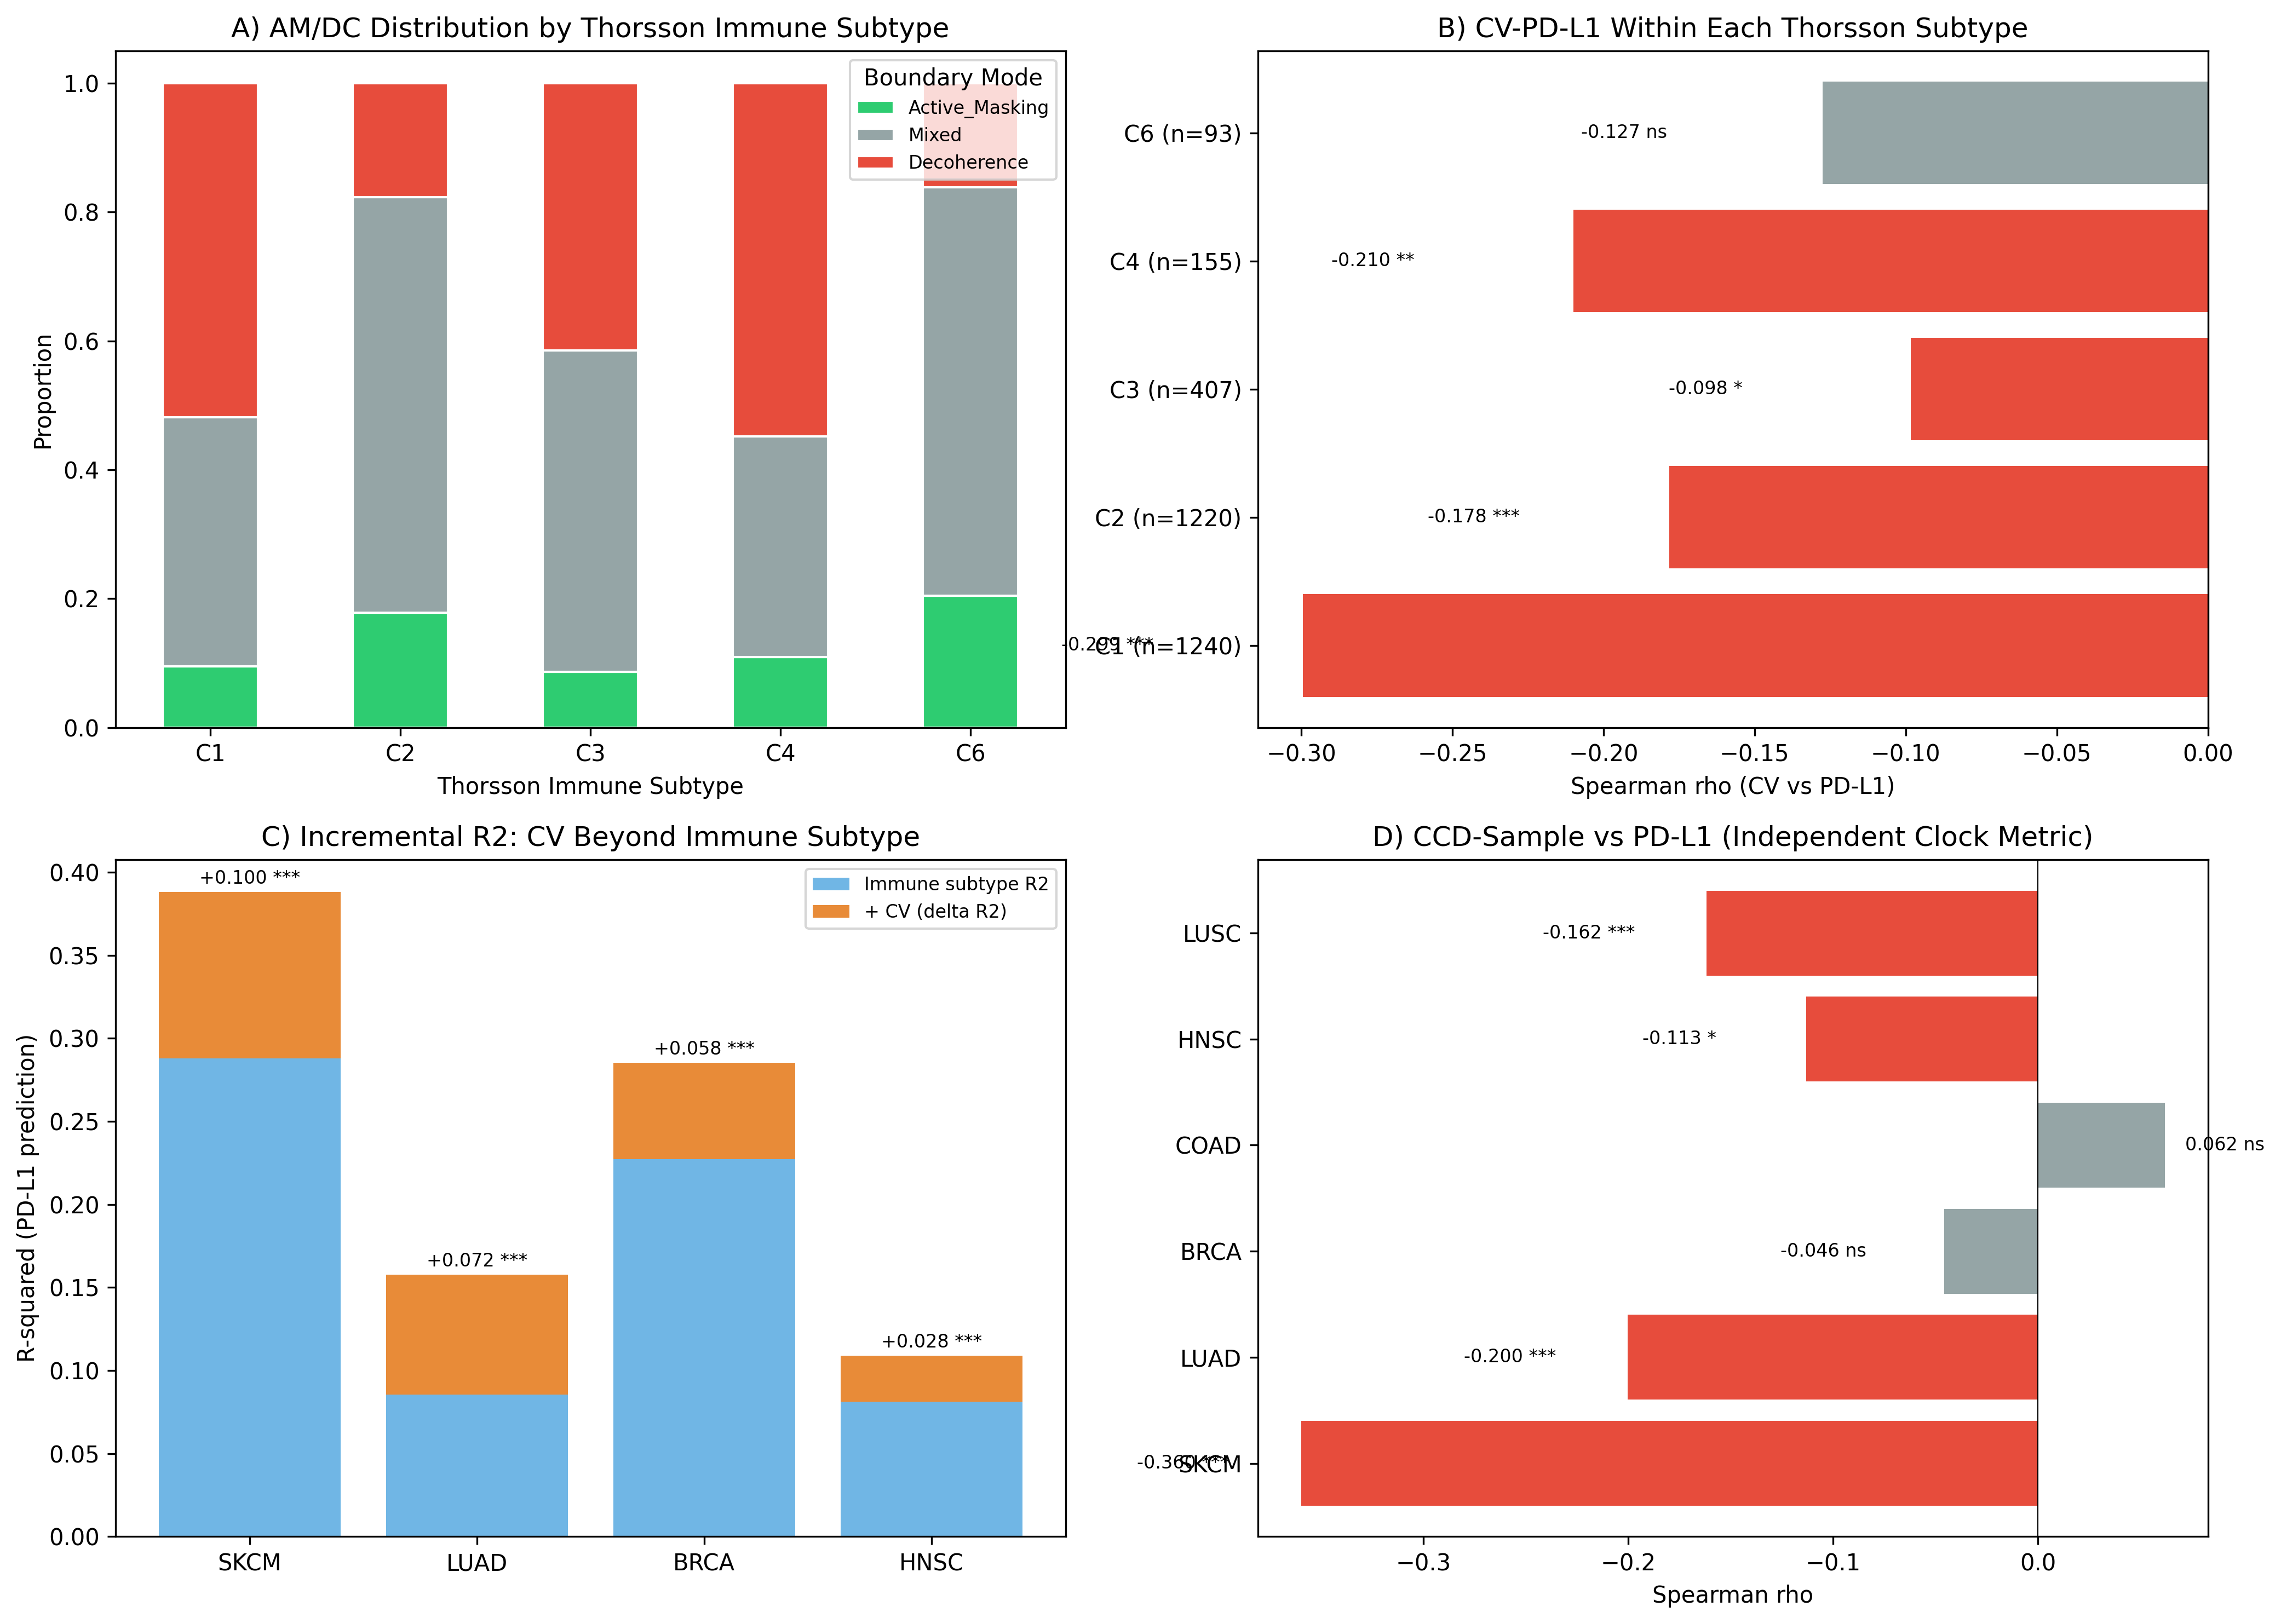 A) AM/DC Distribution by Thorsson Immune Subtype
Proportion
1.0
0.8
0.6
0.4
0.2
0.0
C1
C2
C3
C4
C6
Thorsson Immune Subtype
Boundary Mode
Active_Masking
Mixed
Decoherence
B) CV-PD-L1 Within Each Thorsson Subtype
C6 (n=93)
-0.127 ns
C4 (n=155)
-0.210 **
C3 (n=407)
-0.098 *
C2 (n=1220)
-0.178 ***
C1 (n=1240)
-0.299 ***
−0.30
−0.25
−0.20
−0.15
−0.10
−0.05
0.00
Spearman rho (CV vs PD-L1)
C) Incremental R2: CV Beyond Immune Subtype
R-squared (PD-L1 prediction)
0.40
0.35
0.30
0.25
0.20
0.15
0.10
0.05
0.00
+0.100 ***
+0.072 ***
+0.058 ***
+0.028 ***
SKCM
LUAD
BRCA
HNSC
Immune subtype R2
+ CV (delta R2)
D) CCD-Sample vs PD-L1 (Independent Clock Metric)
LUSC
-0.162 ***
HNSC
-0.113 *
COAD
0.062 ns
BRCA
-0.046 ns
LUAD
-0.200 ***
SKCM
-0.360 ***
−0.3
−0.2
−0.1
0.0
Spearman rho